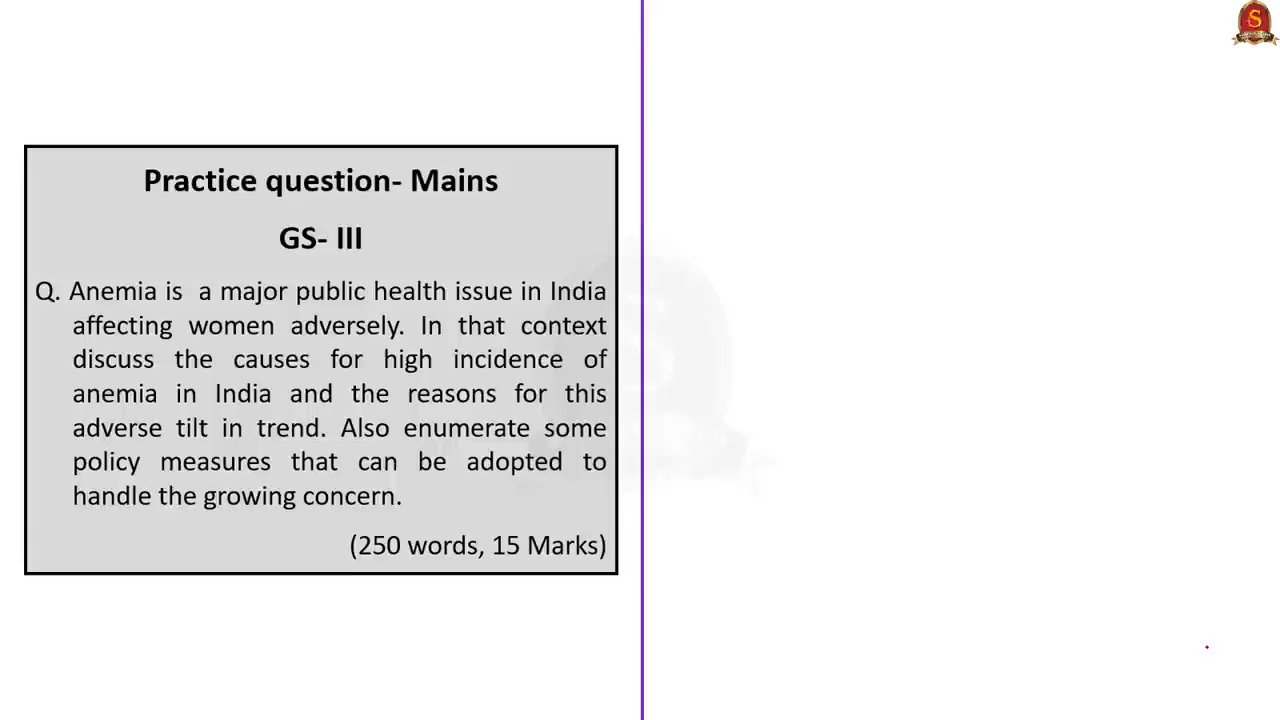 S
Practice question- Mains
GS- III
Q. Anemia is a major public health issue in India
affecting women adversely. In that context
discuss the causes for high incidence of
anemia in India and the reasons for this
adverse tilt in trend. Also enumerate some
policy measures that can be adopted to
handle the growing concern.
(250 words, 15 Marks)